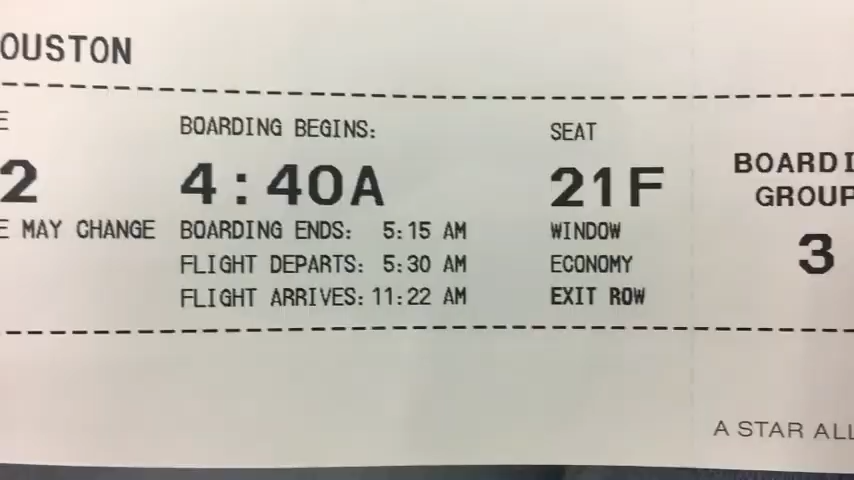 OUSTON
E BOARDING BEGINS: SEAT
2 4:40A 21F BOARDI
GROUP
3
E MAY CHANGE BOARDING ENDS: 5:15 AM WINDOW
FLIGHT DEPARTS: 5:30 AM ECONOMY
FLIGHT ARRIVES: 11:22 AM EXIT ROW
A STAR ALL